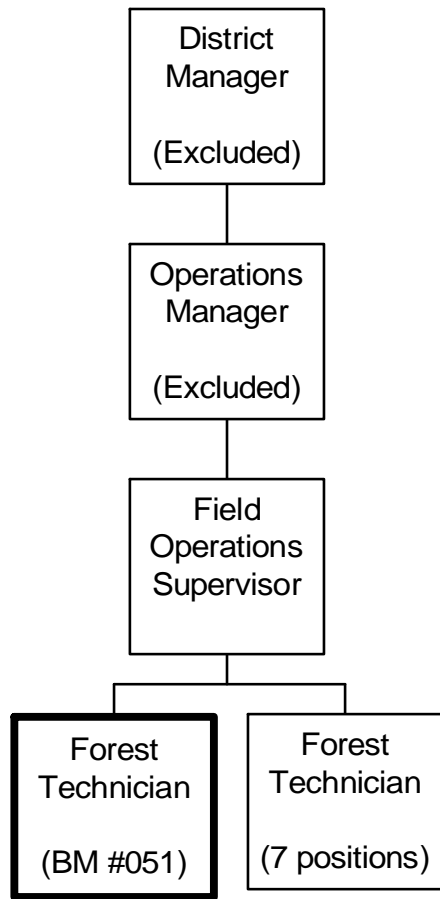 District
Manager
(Excluded)
Operations
Manager
(Excluded)
Field
Operations
Supervisor
Forest
Technician
(BM #051)
Forest
Technician
(7 positions)